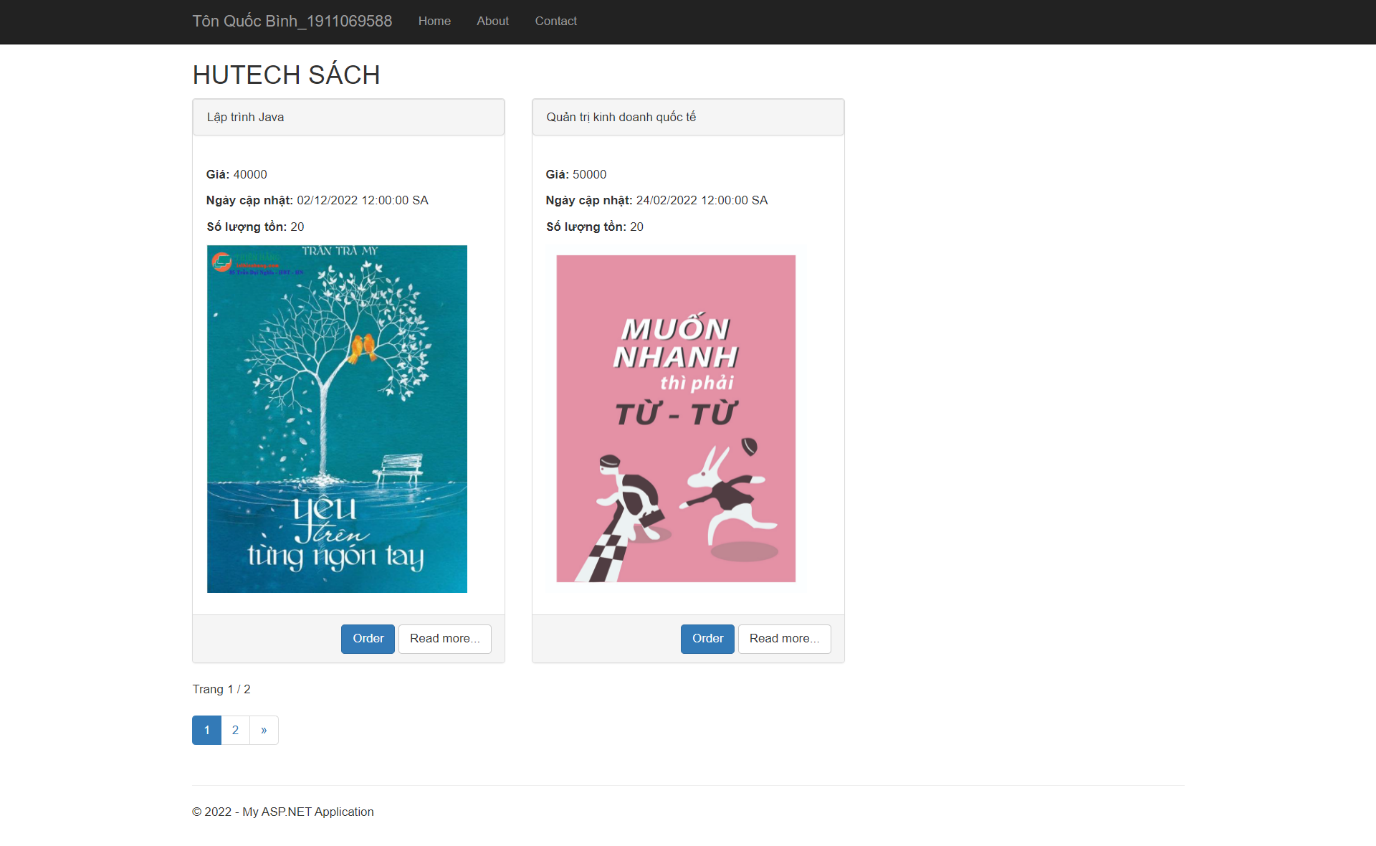 Tôn Quốc Bình_1911069588 Home About Contact
HUTECH SÁCH
Lập trình Java
Giá: 40000
Ngày cập nhật: 02/12/2022 12:00:00 SA
Số lượng tồn: 20
TRẦN TRÀ MY
yêu
trên
từng ngón tay
Order Read more...
Quản trị kinh doanh quốc tế
Giá: 50000
Ngày cập nhật: 24/02/2022 12:00:00 SA
Số lượng tồn: 20
MUỐN
NHANH
thì phải
TỪ - TỪ
Order Read more...
Trang 1 / 2
1 2 »
© 2022 - My ASP.NET Application